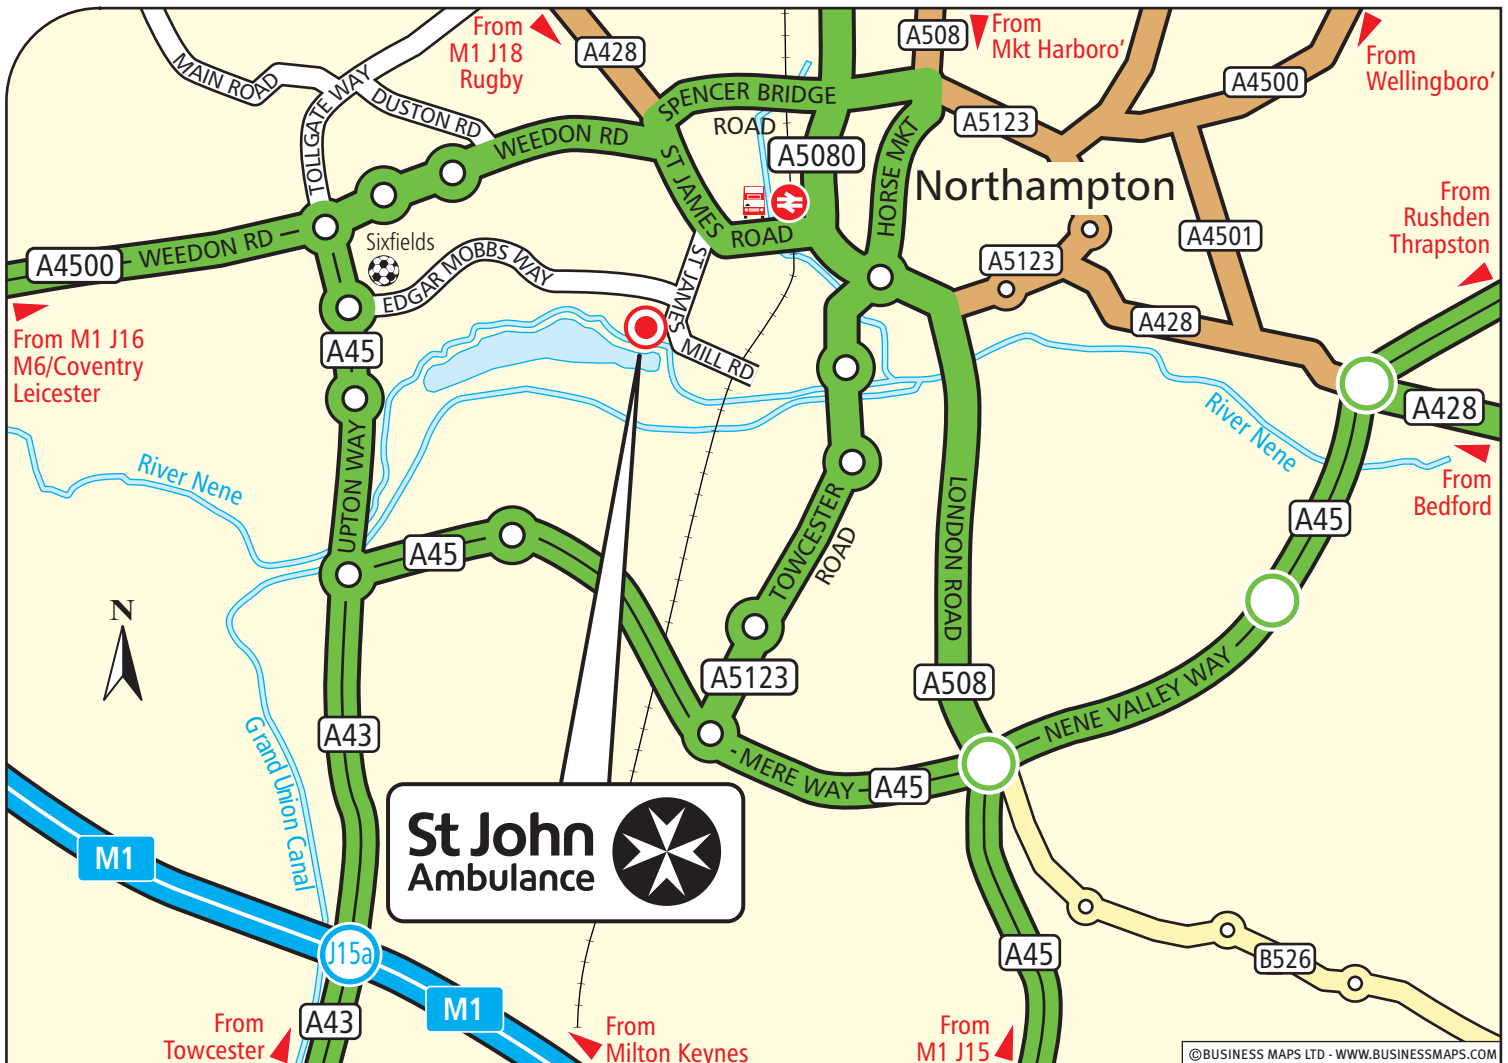 From
M1 J18
Rugby
A428
A508
From
Mkt Harboro'
From
Wellingboro'
A4500
MAIN ROAD
TOLLGATE WAY
DUSTON RD
WEEDON RD
SPENCER BRIDGE
ROAD
A5080
HORSE MKT
A5123
Northampton
From
Rushden
Thrapston
ST JAMES
ROAD
A4501
A5123
A4500
WEEDON RD
Sixfields
EDGAR MOBBS WAY
ST JAMES
MILL RD
A428
From M1 J16
M6/Coventry
Leicester
A45
A428
River Nene
River Nene
From
Bedford
UPTON WAY
A45
TOWCESTER
ROAD
LONDON ROAD
A45
N
A5123
A508
NENE VALLEY WAY
A43
MERE WAY
A45
Grand Union Canal
St John
Ambulance
M1
J15a
M1
A45
B526
A43
From
Towcester
From
Milton Keynes
From
M1 J15
©BUSINESS MAPS LTD - WWW.BUSINESSMAPS.COM